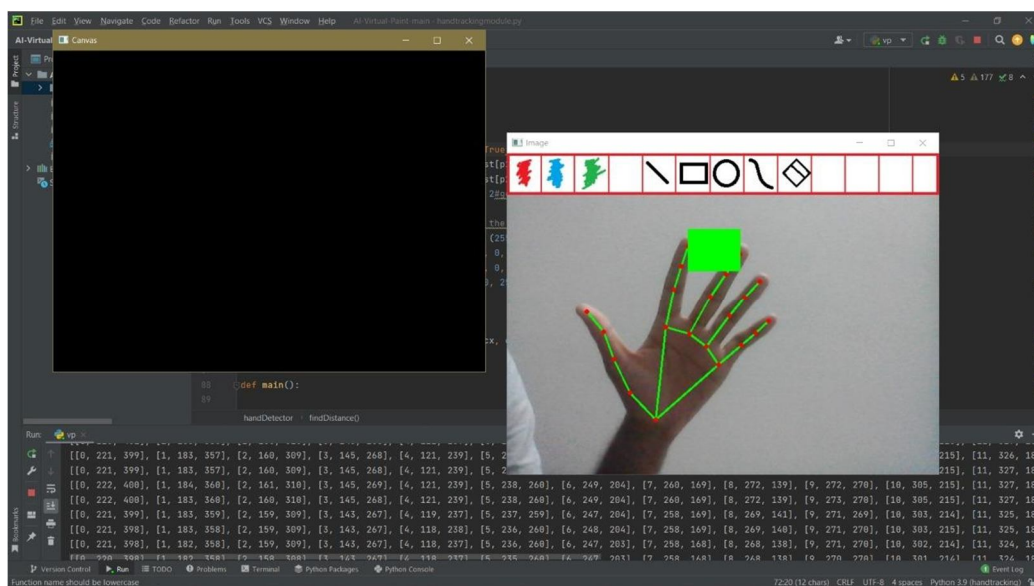 File Edit View Navigate Code Refactor Run Tools VCS Window Help AI-Virtual-Paint-main - handtrackingmodule.py
AI-Virtual
Canvas
vp
Project
Structure
5 177 8
Image
88 def main():
89
handDetector findDistance()
Run: vp
[[0, 221, 399], [1, 183, 357], [2, 160, 309], [3, 145, 268], [4, 121, 239], [5, 2
[[0, 221, 399], [1, 183, 357], [2, 160, 309], [3, 145, 268], [4, 121, 239], [5, 2 215], [11, 327, 18
[[0, 222, 400], [1, 184, 360], [2, 161, 310], [3, 145, 269], [4, 121, 239], [5, 238, 260], [6, 249, 204], [7, 260, 169], [8, 272, 139], [9, 272, 270], [10, 305, 215], [11, 327, 18
[[0, 222, 400], [1, 183, 360], [2, 160, 310], [3, 145, 268], [4, 121, 239], [5, 238, 260], [6, 249, 204], [7, 260, 169], [8, 272, 139], [9, 273, 270], [10, 305, 215], [11, 327, 18
[[0, 221, 399], [1, 183, 359], [2, 159, 309], [3, 143, 267], [4, 119, 237], [5, 237, 259], [6, 247, 204], [7, 258, 169], [8, 269, 141], [9, 271, 269], [10, 303, 214], [11, 325, 18
[[0, 221, 398], [1, 183, 358], [2, 159, 309], [3, 143, 267], [4, 118, 238], [5, 236, 260], [6, 248, 204], [7, 258, 169], [8, 269, 140], [9, 271, 270], [10, 303, 215], [11, 325, 18
[[0, 221, 398], [1, 182, 358], [2, 159, 309], [3, 143, 267], [4, 118, 237], [5, 236, 260], [6, 247, 203], [7, 258, 168], [8, 268, 138], [9, 271, 270], [10, 302, 214], [11, 324, 18
Bookmarks
Version Control Run TODO Problems Terminal Python Packages Python Console Event Log
Function name should be lowercase 72:20 (12 chars) CRLF UTF-8 4 spaces Python 3.9 (handtracking)